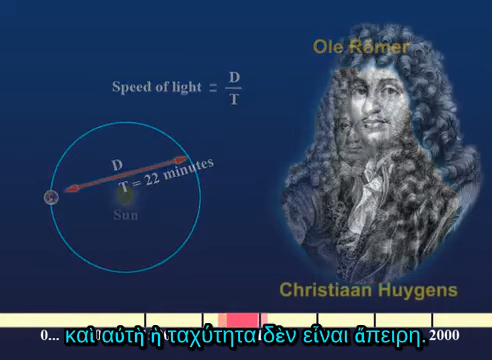 Ole Römer
Speed of light = D
T
D
T = 22 minutes
Sun
Christiaan Huygens
0... 2000
καὶ αὐτὴ ἡ ταχύτητα δὲν εἶναι ἄπειρη.